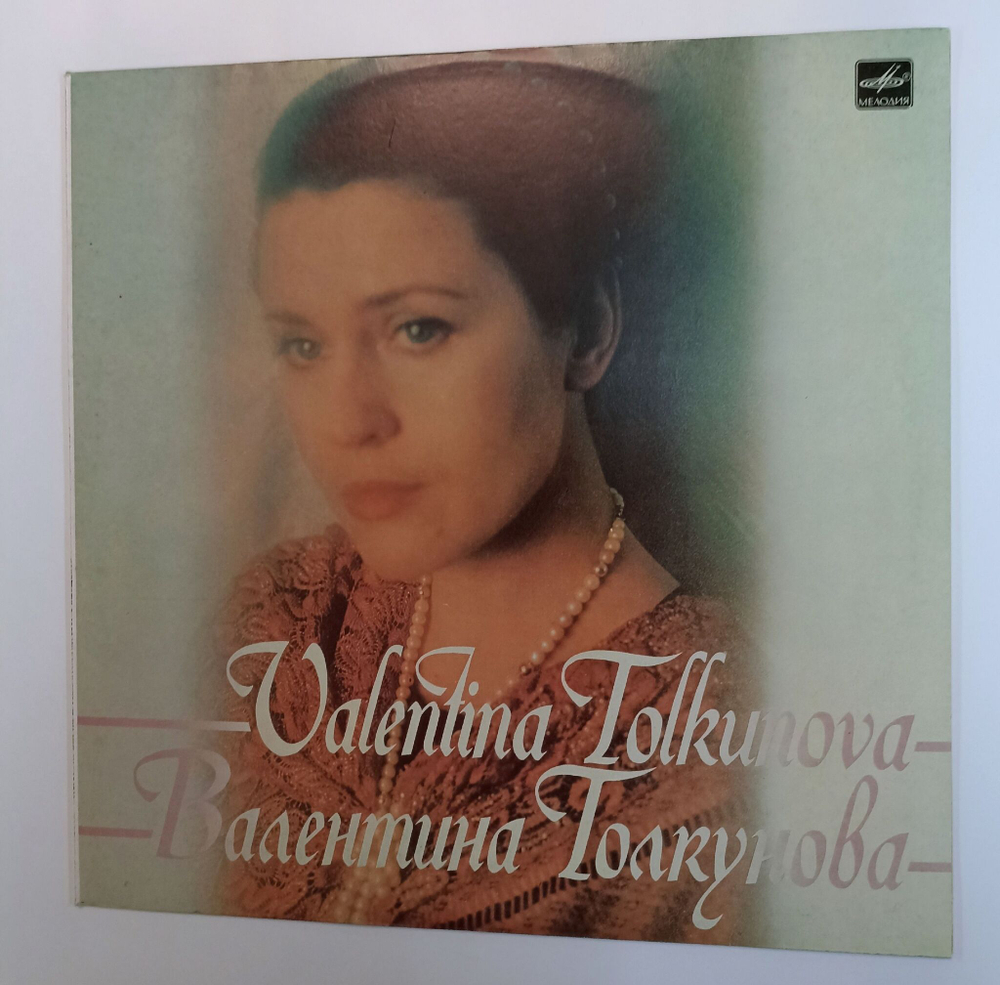 МЕЛОДИЯ
Valentina Tolkunova
Валентина Толкунова